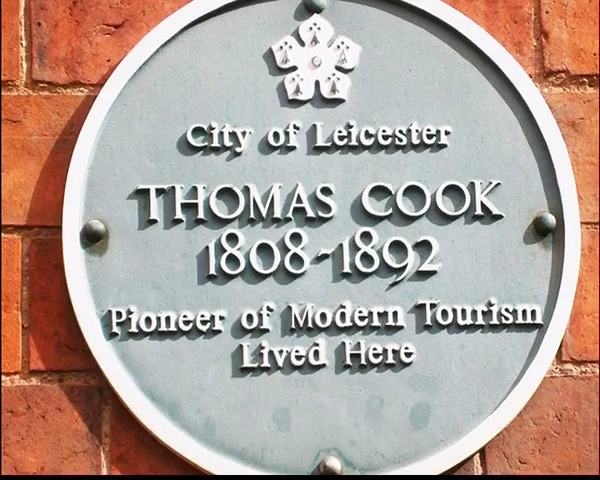 City of Leicester
THOMAS COOK
1808-1892
Pioneer of Modern Tourism
Lived Here